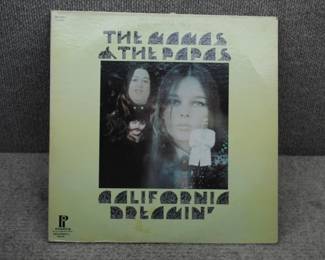 THE MAMAS
& THE PAPAS
CALIFORNIA
DREAMIN'